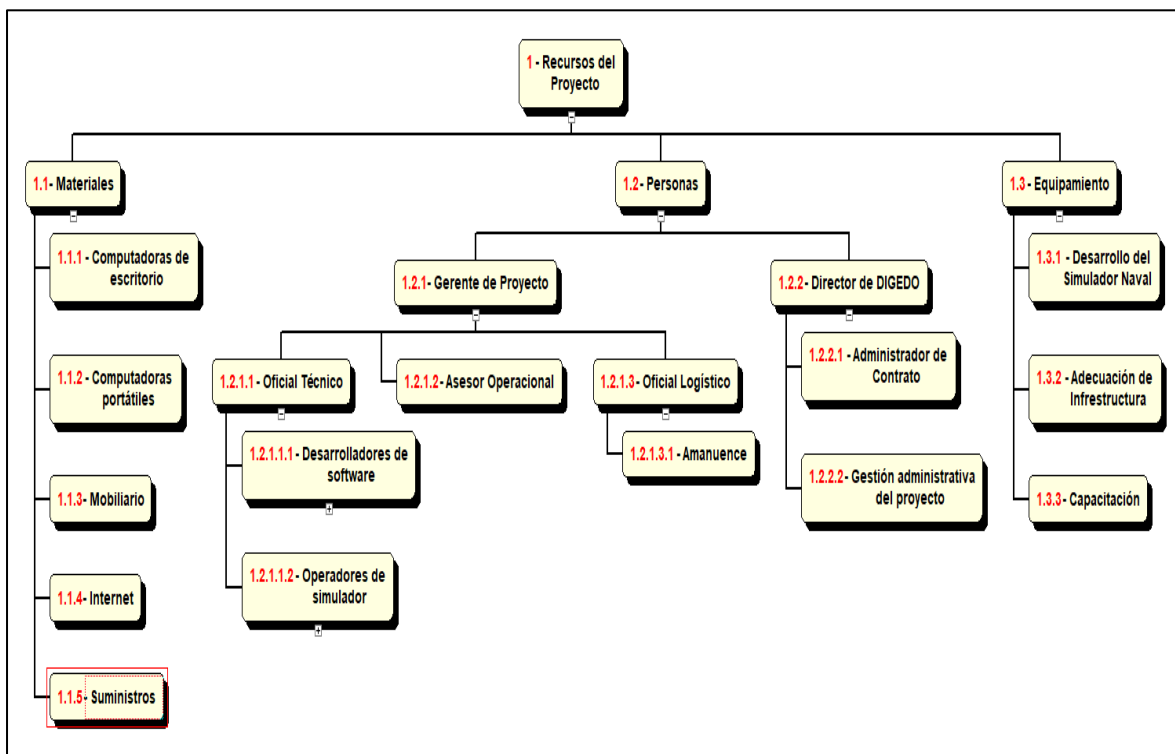 1 - Recursos del
Proyecto
1.1- Materiales
1.2- Personas
1.3 - Equipamiento
1.1.1 - Computadoras de
escritorio
1.1.2 - Computadoras
portátiles
1.1.3- Mobiliario
1.1.4- Internet
1.1.5- Suministros
1.2.1- Gerente de Proyecto
1.2.2- Director de DIGEDO
1.2.1.1 - Oficial Técnico
1.2.1.2 - Asesor Operacional
1.2.1.3 - Oficial Logístico
1.2.1.1.1 - Desarrolladores de
software
1.2.1.1.2 - Operadores de
simulador
1.2.1.3.1 - Amanuence
1.2.2.1 - Administrador de
Contrato
1.2.2.2 - Gestión administrativa
del proyecto
1.3.1 - Desarrollo del
Simulador Naval
1.3.2 - Adecuación de
Infrestructura
1.3.3- Capacitación